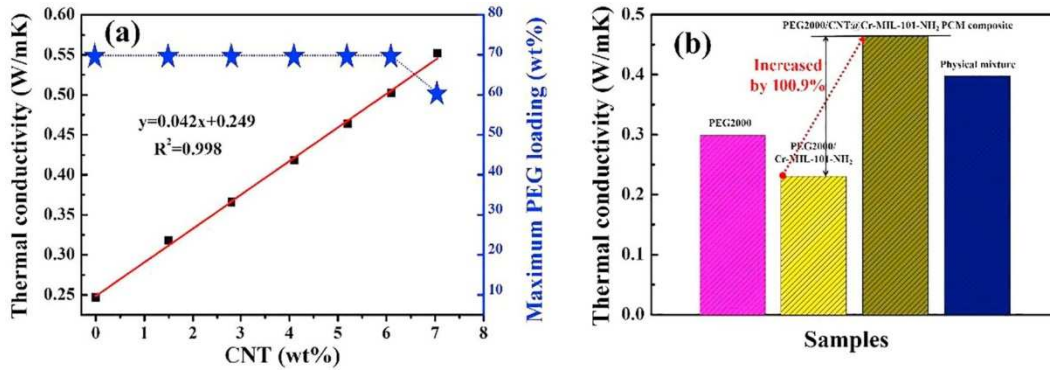 (a)
Thermal conductivity (W/mK)
0.60
0.55
0.50
0.45
0.40
0.35
0.30
0.25
y=0.042x+0.249
R²=0.998
0 1 2 3 4 5 6 7 8
CNT (wt%)
80
70
60
50
40
30
20
10
Maximum PEG loading (wt%)
(b)
Thermal conductivity (W/mK)
0.5
0.4
0.3
0.2
0.1
0.0
PEG2000/CNT@Cr-MIL-101-NH₂ PCM composite
Increased
by 100.9%
Physical mixture
PEG2000
PEG2000/
Cr-MIL-101-NH₂
Samples